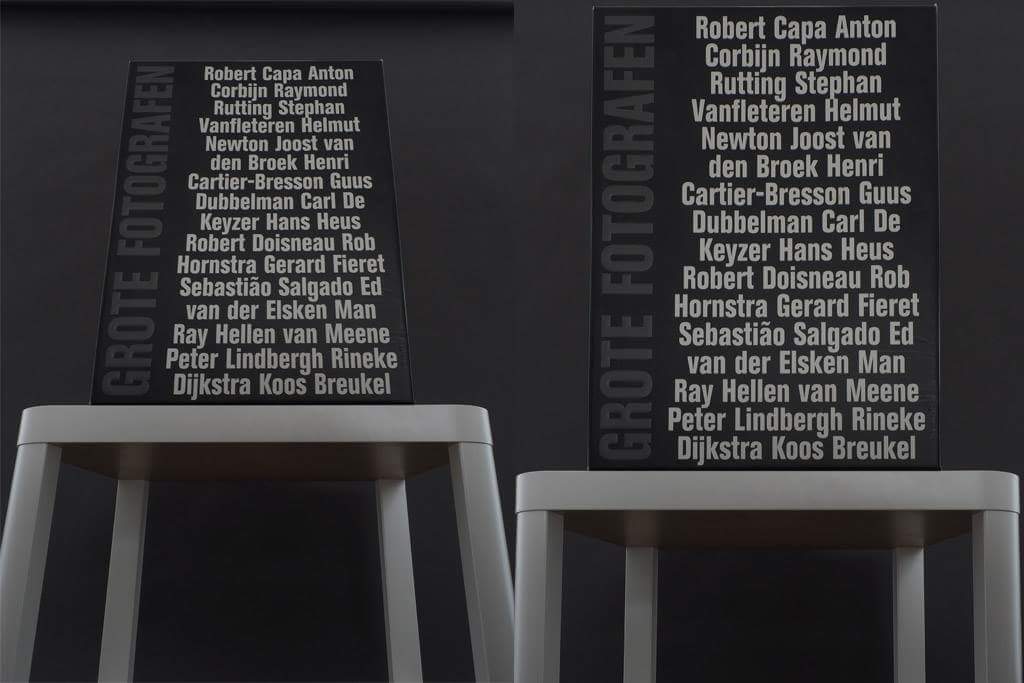 GROTE FOTOGRAFEN
Robert Capa Anton
Corbijn Raymond
Rutting Stephan
Vanfleteren Helmut
Newton Joost van
den Broek Henri
Cartier-Bresson Guus
Dubbelman Carl De
Keyzer Hans Heus
Robert Doisneau Rob
Hornstra Gerard Fieret
Sebastião Salgado Ed
van der Elsken Man
Ray Hellen van Meene
Peter Lindbergh Rineke
Dijkstra Koos Breukel
GROTE FOTOGRAFEN
Robert Capa Anton
Corbijn Raymond
Rutting Stephan
Vanfleteren Helmut
Newton Joost van
den Broek Henri
Cartier-Bresson Guus
Dubbelman Carl De
Keyzer Hans Heus
Robert Doisneau Rob
Hornstra Gerard Fieret
Sebastião Salgado Ed
van der Elsken Man
Ray Hellen van Meene
Peter Lindbergh Rineke
Dijkstra Koos Breukel